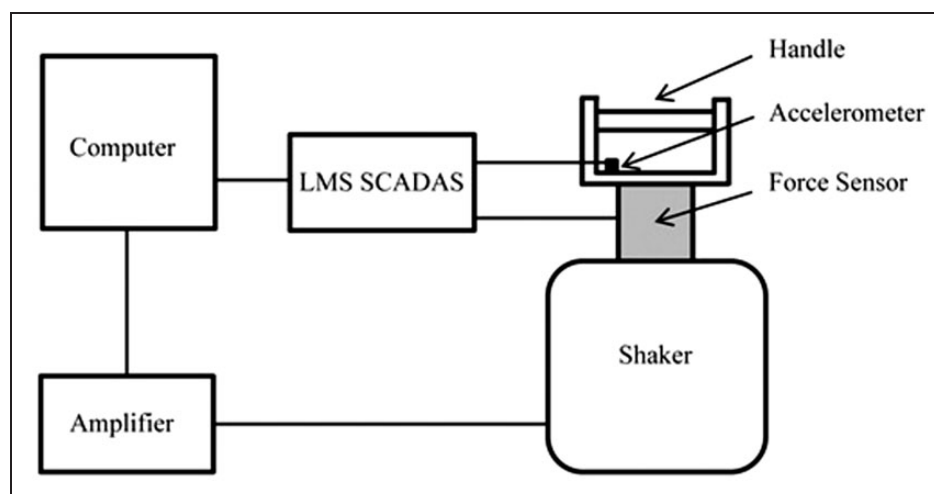 Handle
Computer
Accelerometer
LMS SCADAS
Force Sensor
Shaker
Amplifier